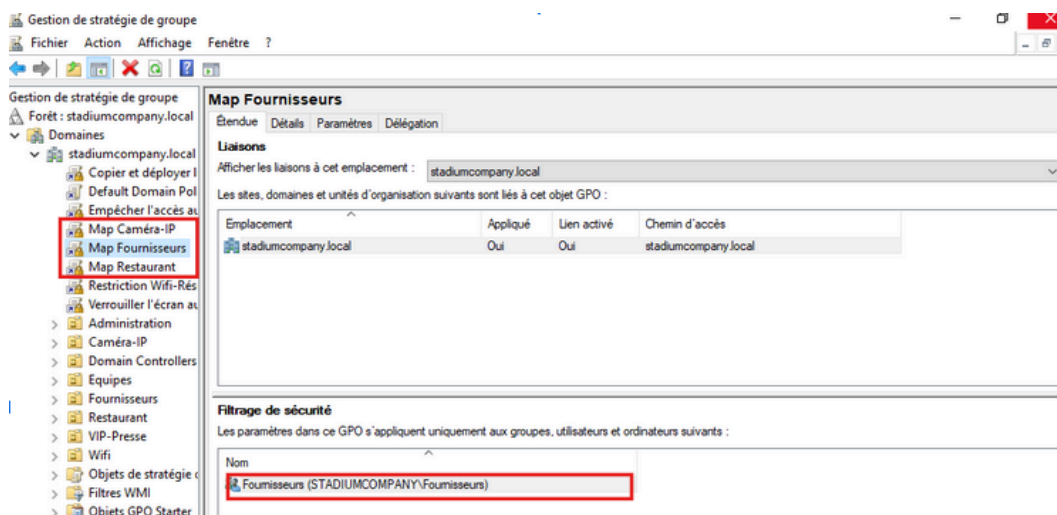 Gestion de stratégie de groupe
Fichier Action Affichage Fenêtre ?
Gestion de stratégie de groupe
Forêt : stadiumcompany.local
Domaines
stadiumcompany.local
Copier et déployer l
Default Domain Pol
Empêcher l'accès au
Map Caméra-IP
Map Fournisseurs
Map Restaurant
Restriction Wifi-Rés
Verrouiller l'écran au
Administration
Caméra-IP
Domain Controllers
Equipes
Fournisseurs
Restaurant
VIP-Presse
Wifi
Objets de stratégie d
Filtres WMI
Objets GPO Starter
Map Fournisseurs
Étendue Détails Paramètres Délégation
Liaisons
Afficher les liaisons à cet emplacement : stadiumcompany.local
Les sites, domaines et unités d'organisation suivants sont liés à cet objet GPO :
Emplacement Appliqué Lien activé Chemin d'accès
stadiumcompany.local Oui Oui stadiumcompany.local
Filtrage de sécurité
Les paramètres dans ce GPO s'appliquent uniquement aux groupes, utilisateurs et ordinateurs suivants :
Nom
Fournisseurs (STADIUMCOMPANY\Fournisseurs)